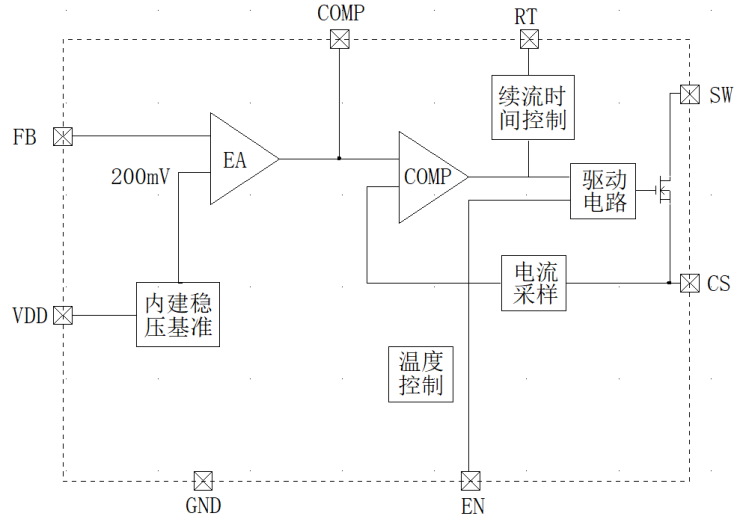 COMP
RT
续流时
间控制
SW
FB
EA
200mV
COMP
驱动
电路
电流
采样
CS
内建稳
压基准
VDD
温度
控制
GND
EN